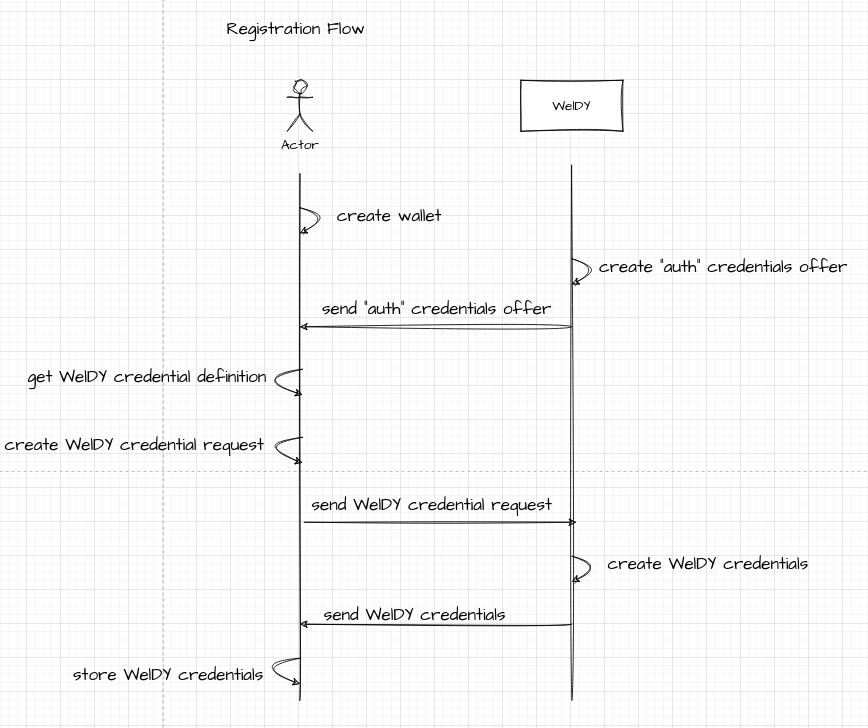 Registration Flow
WeIDY
Actor
create wallet
create "auth" credentials offer
send "auth" credentials offer
get WeIDY credential definition
create WeIDY credential request
send WeIDY credential request
create WeIDY credentials
send WeIDY credentials
store WeIDY credentials